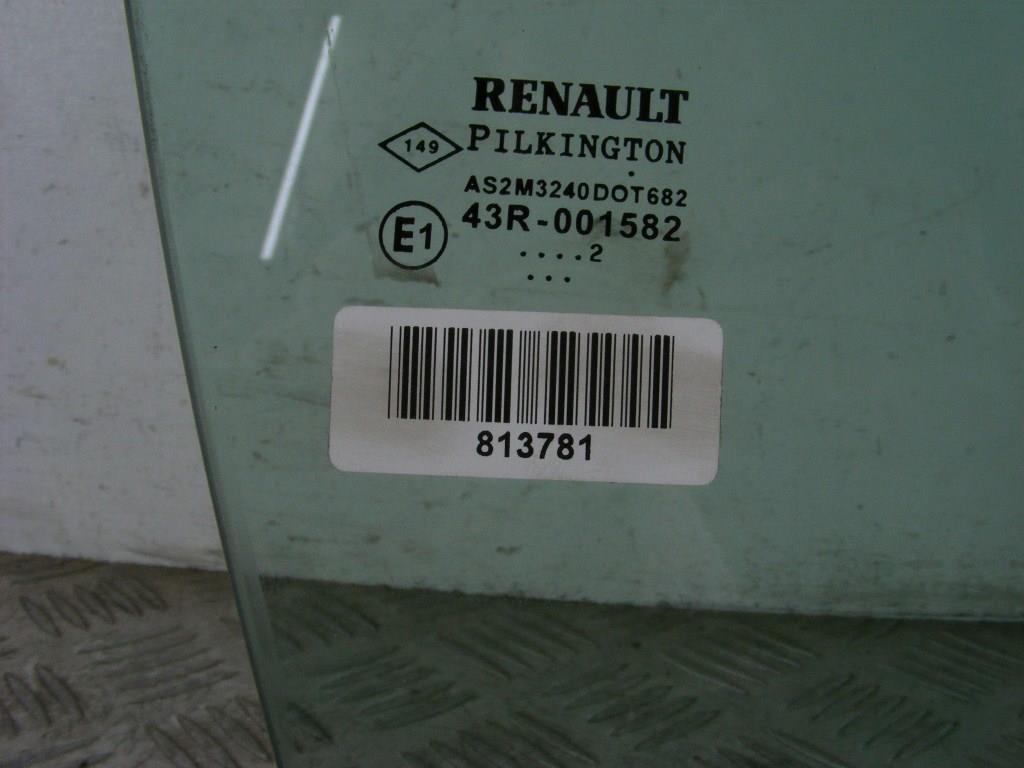 RENAULT
149 PILKINGTON
AS2M3240DOT682
E1 43R-001582
....2
...
813781